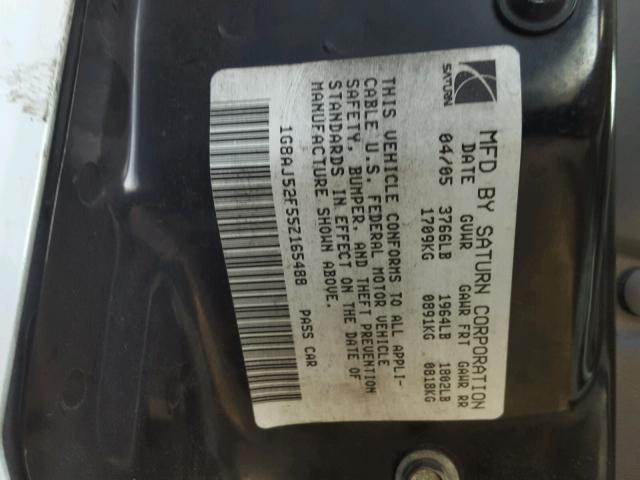 SATURN
MFD BY SATURN CORPORATION
DATE GVWR GAWR FRT GAWR RR
04/05 3766LB 1964LB 1802LB
1709KG 0891KG 0818KG
THIS VEHICLE CONFORMS TO ALL APPLI-
CABLE U.S. FEDERAL MOTOR VEHICLE
SAFETY, BUMPER, AND THEFT PREVENTION
STANDARDS IN EFFECT ON THE DATE OF
MANUFACTURE SHOWN ABOVE.
1G8AJ52F55Z165488 PASS CAR